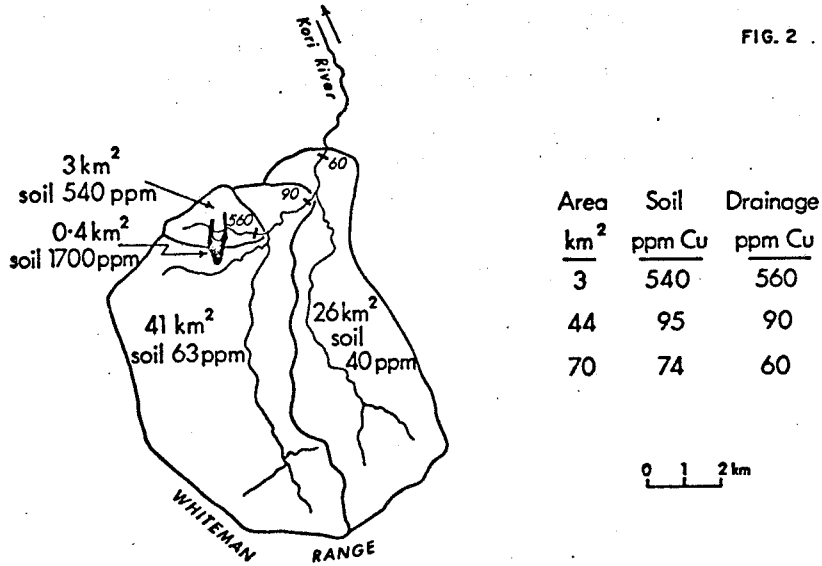 FIG. 2
Kori River
60
3 km²
soil 540 ppm
90
560
0.4 km²
soil 1700 ppm
41 km²
soil 63 ppm
26 km²
soil
40 ppm
WHITEMAN RANGE
Area Soil Drainage
km² ppm Cu ppm Cu
3 540 560
44 95 90
70 74 60
0 1 2 km